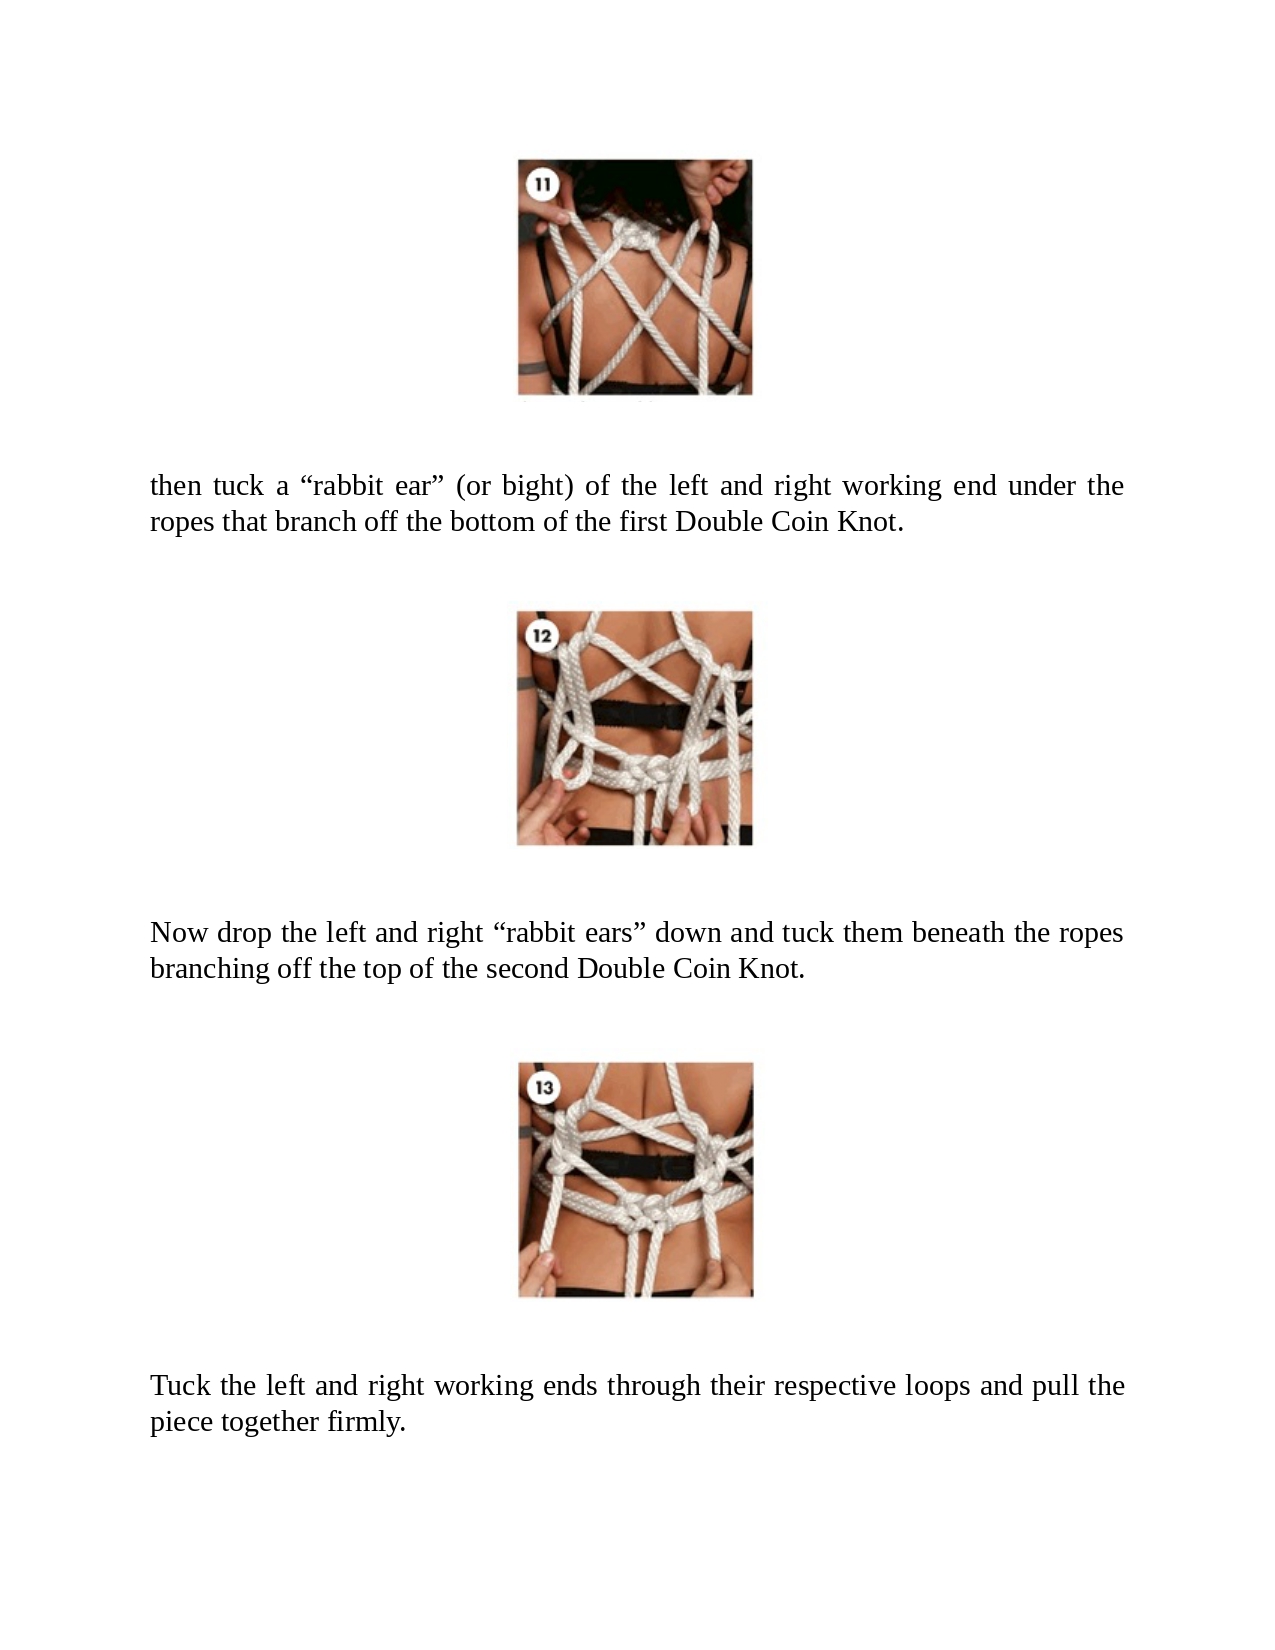 11
then tuck a “rabbit ear” (or bight) of the left and right working end under the
ropes that branch off the bottom of the first Double Coin Knot.
12
Now drop the left and right “rabbit ears” down and tuck them beneath the ropes
branching off the top of the second Double Coin Knot.
13
Tuck the left and right working ends through their respective loops and pull the
piece together firmly.